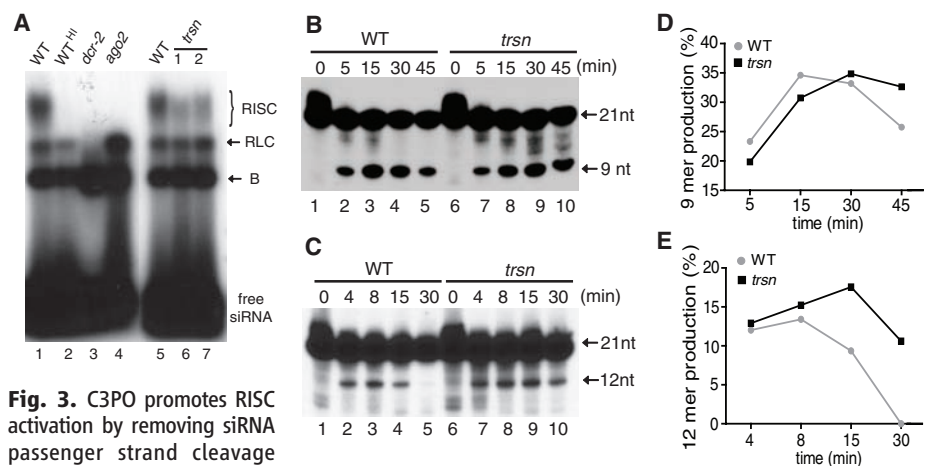 A
WT
WT HI
dcr-2
ago2
WT
trsn
1 2
RISC
RLC
B
free
siRNA
1 2 3 4 5 6 7
Fig. 3. C3PO promotes RISC
activation by removing siRNA
passenger strand cleavage
B
WT trsn
0 5 15 30 45 0 5 15 30 45 (min)
21nt
9 nt
1 2 3 4 5 6 7 8 9 10
C
WT trsn
0 4 8 15 30 0 4 8 15 30 (min)
21nt
12nt
1 2 3 4 5 6 7 8 9 10
D
9 mer production (%)
40
35
30
25
20
15
WT
trsn
5 15 30 45
time (min)
E
12 mer production (%)
20
15
10
5
0
WT
trsn
4 8 15 30
time (min)